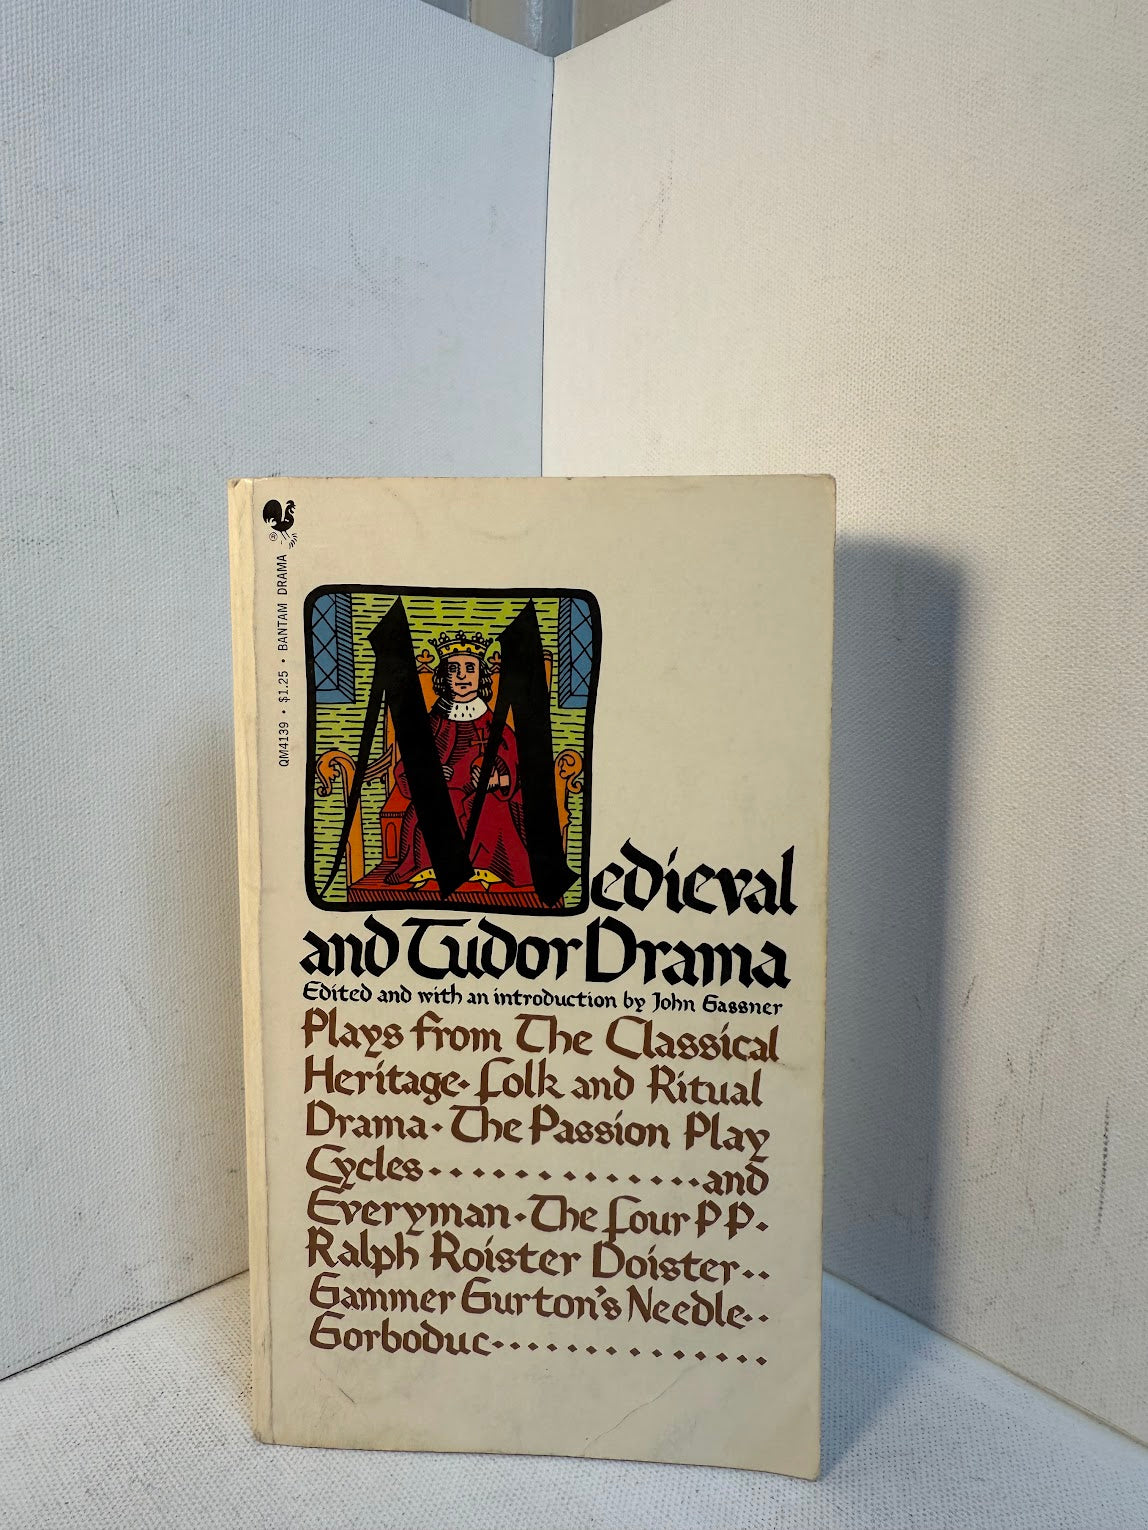 QM4139 • $1.25 • BANTAM DRAMA
Medieval
and Tudor Drama
Edited and with an introduction by John Gassner
Plays from The Classical
Heritage· Folk and Ritual
Drama· The Passion Play
Cycles·············and
Everyman·The Four PP.
Ralph Roister Doister··
Gammer Gurton's Needle··
Gorboduc··············